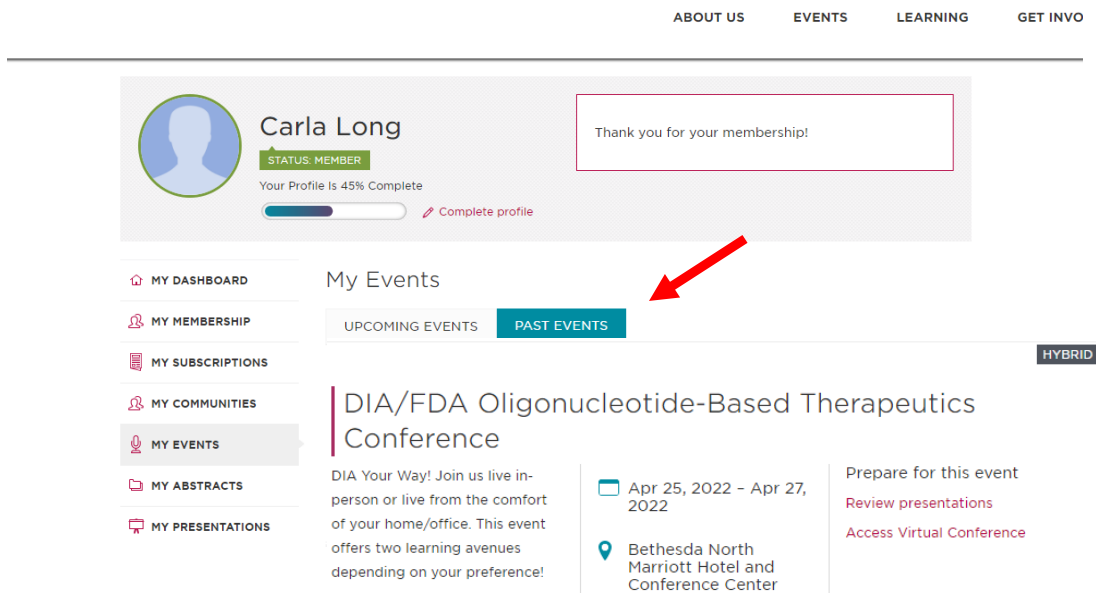 ABOUT US EVENTS LEARNING GET INVO
Carla Long
STATUS: MEMBER
Your Profile Is 45% Complete
Complete profile
Thank you for your membership!
MY DASHBOARD
MY MEMBERSHIP
MY SUBSCRIPTIONS
MY COMMUNITIES
MY EVENTS
MY ABSTRACTS
MY PRESENTATIONS
My Events
UPCOMING EVENTS PAST EVENTS
HYBRID
DIA/FDA Oligonucleotide-Based Therapeutics
Conference
DIA Your Way! Join us live in-
person or live from the comfort
of your home/office. This event
offers two learning avenues
depending on your preference!
Apr 25, 2022 – Apr 27,
2022
Bethesda North
Marriott Hotel and
Conference Center
Prepare for this event
Review presentations
Access Virtual Conference